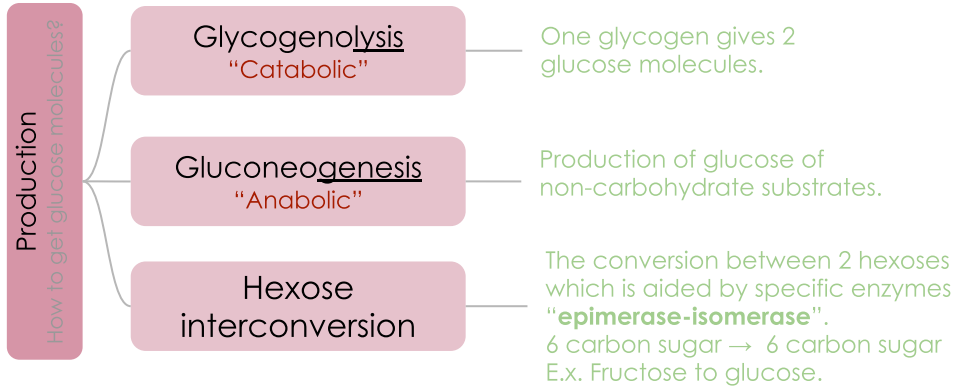 Production
How to get glucose molecules?
Glycogenolysis
“Catabolic”
One glycogen gives 2
glucose molecules.
Gluconeogenesis
“Anabolic”
Production of glucose of
non-carbohydrate substrates.
Hexose
interconversion
The conversion between 2 hexoses
which is aided by specific enzymes
“epimerase-isomerase”.
6 carbon sugar → 6 carbon sugar
E.x. Fructose to glucose.